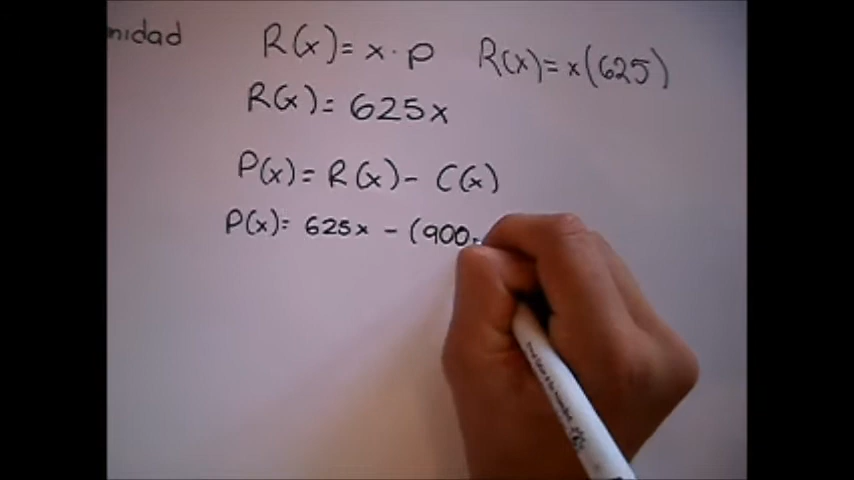 nidad
R(x)= x · p R(x)= x(625)
R(x)= 625x
P(x)= R(x)- C(x)
P(x)= 625x - (900